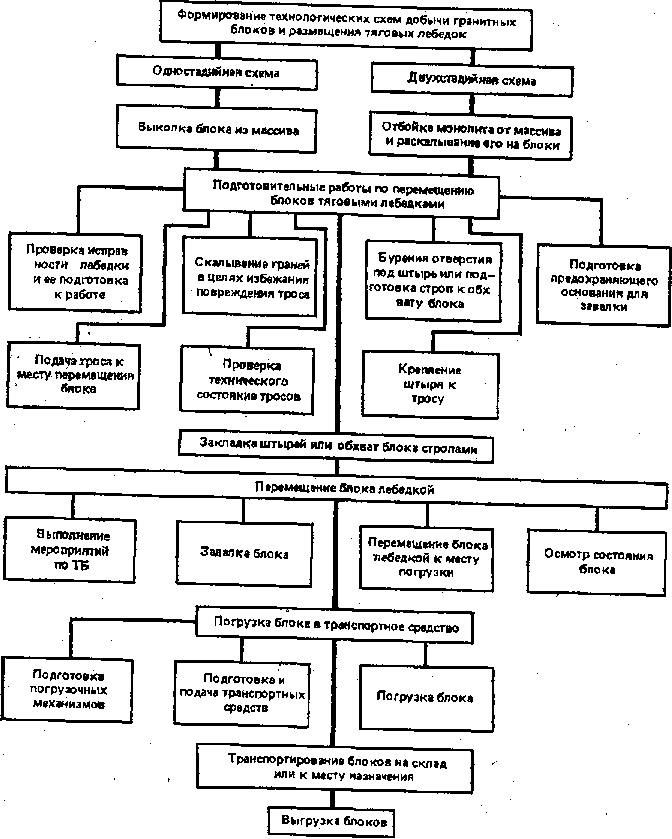 Формирование технологических схем добычи гранитных
блоков и размещения тяговых лебедок
Одностадийная схема
Двухстадийная схема
Выколка блока из массива
Отбойка монолита от массива
и раскалывание его на блоки
Подготовительные работы по перемещению
блоков тяговыми лебедками
Проверка исправ
ности лебедки
и ее подготовка
к работе
Скалывание граней
в целях избежания
повреждения троса
Бурения отверстия
под штырь или под-
готовка строп к обх
вату блока
Подготовка
предохраняющего
основания для
завалки
Подача троса к
месту перемещения
блока
Проверка
технического
состояние тросов
Крепление
штыря к
тросу
Закладка штырей или обхват блока стропами
Перемещение блока лебедкой
Выполнение
мероприятий
по ТБ
Задалка блока
Перемещение блока
лебедкой к месту
погрузки
Осмотр состояния
блока
Погрузка блока в транспортное средство
Подготовка
погрузочных
механизмов
Подготовка и
подача транспортных
средств
Погрузка блока
Транспортирование блоков на склад
или к месту назначения
Выгрузка блоков